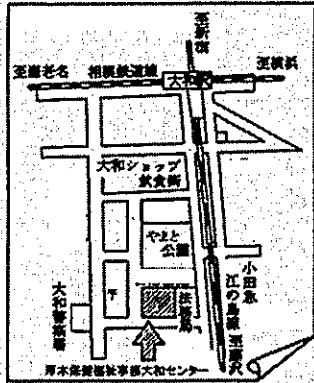 至新宿
至海老名
相模鉄道線
大和駅
至横浜
大和ショップ
飲食街
やまと
公園
〒
法務局
大和警察署
小田急
江の島線
至藤沢
厚木保健福祉事務大和センター